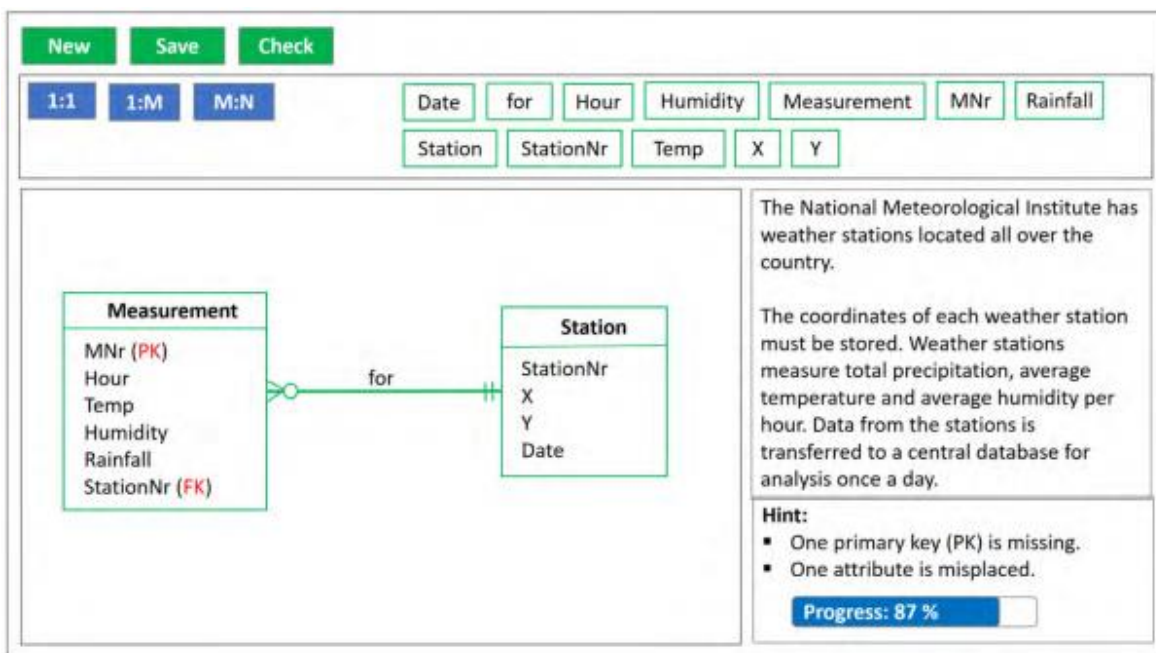 New Save Check
1:1 1:M M:N
Date for Hour Humidity Measurement MNr Rainfall
Station StationNr Temp X Y
Measurement
MNr (PK)
Hour
Temp
Humidity
Rainfall
StationNr (FK)
for
Station
StationNr
X
Y
Date
The National Meteorological Institute has
weather stations located all over the
country.
The coordinates of each weather station
must be stored. Weather stations
measure total precipitation, average
temperature and average humidity per
hour. Data from the stations is
transferred to a central database for
analysis once a day.
Hint:
▪ One primary key (PK) is missing.
▪ One attribute is misplaced.
Progress: 87 %